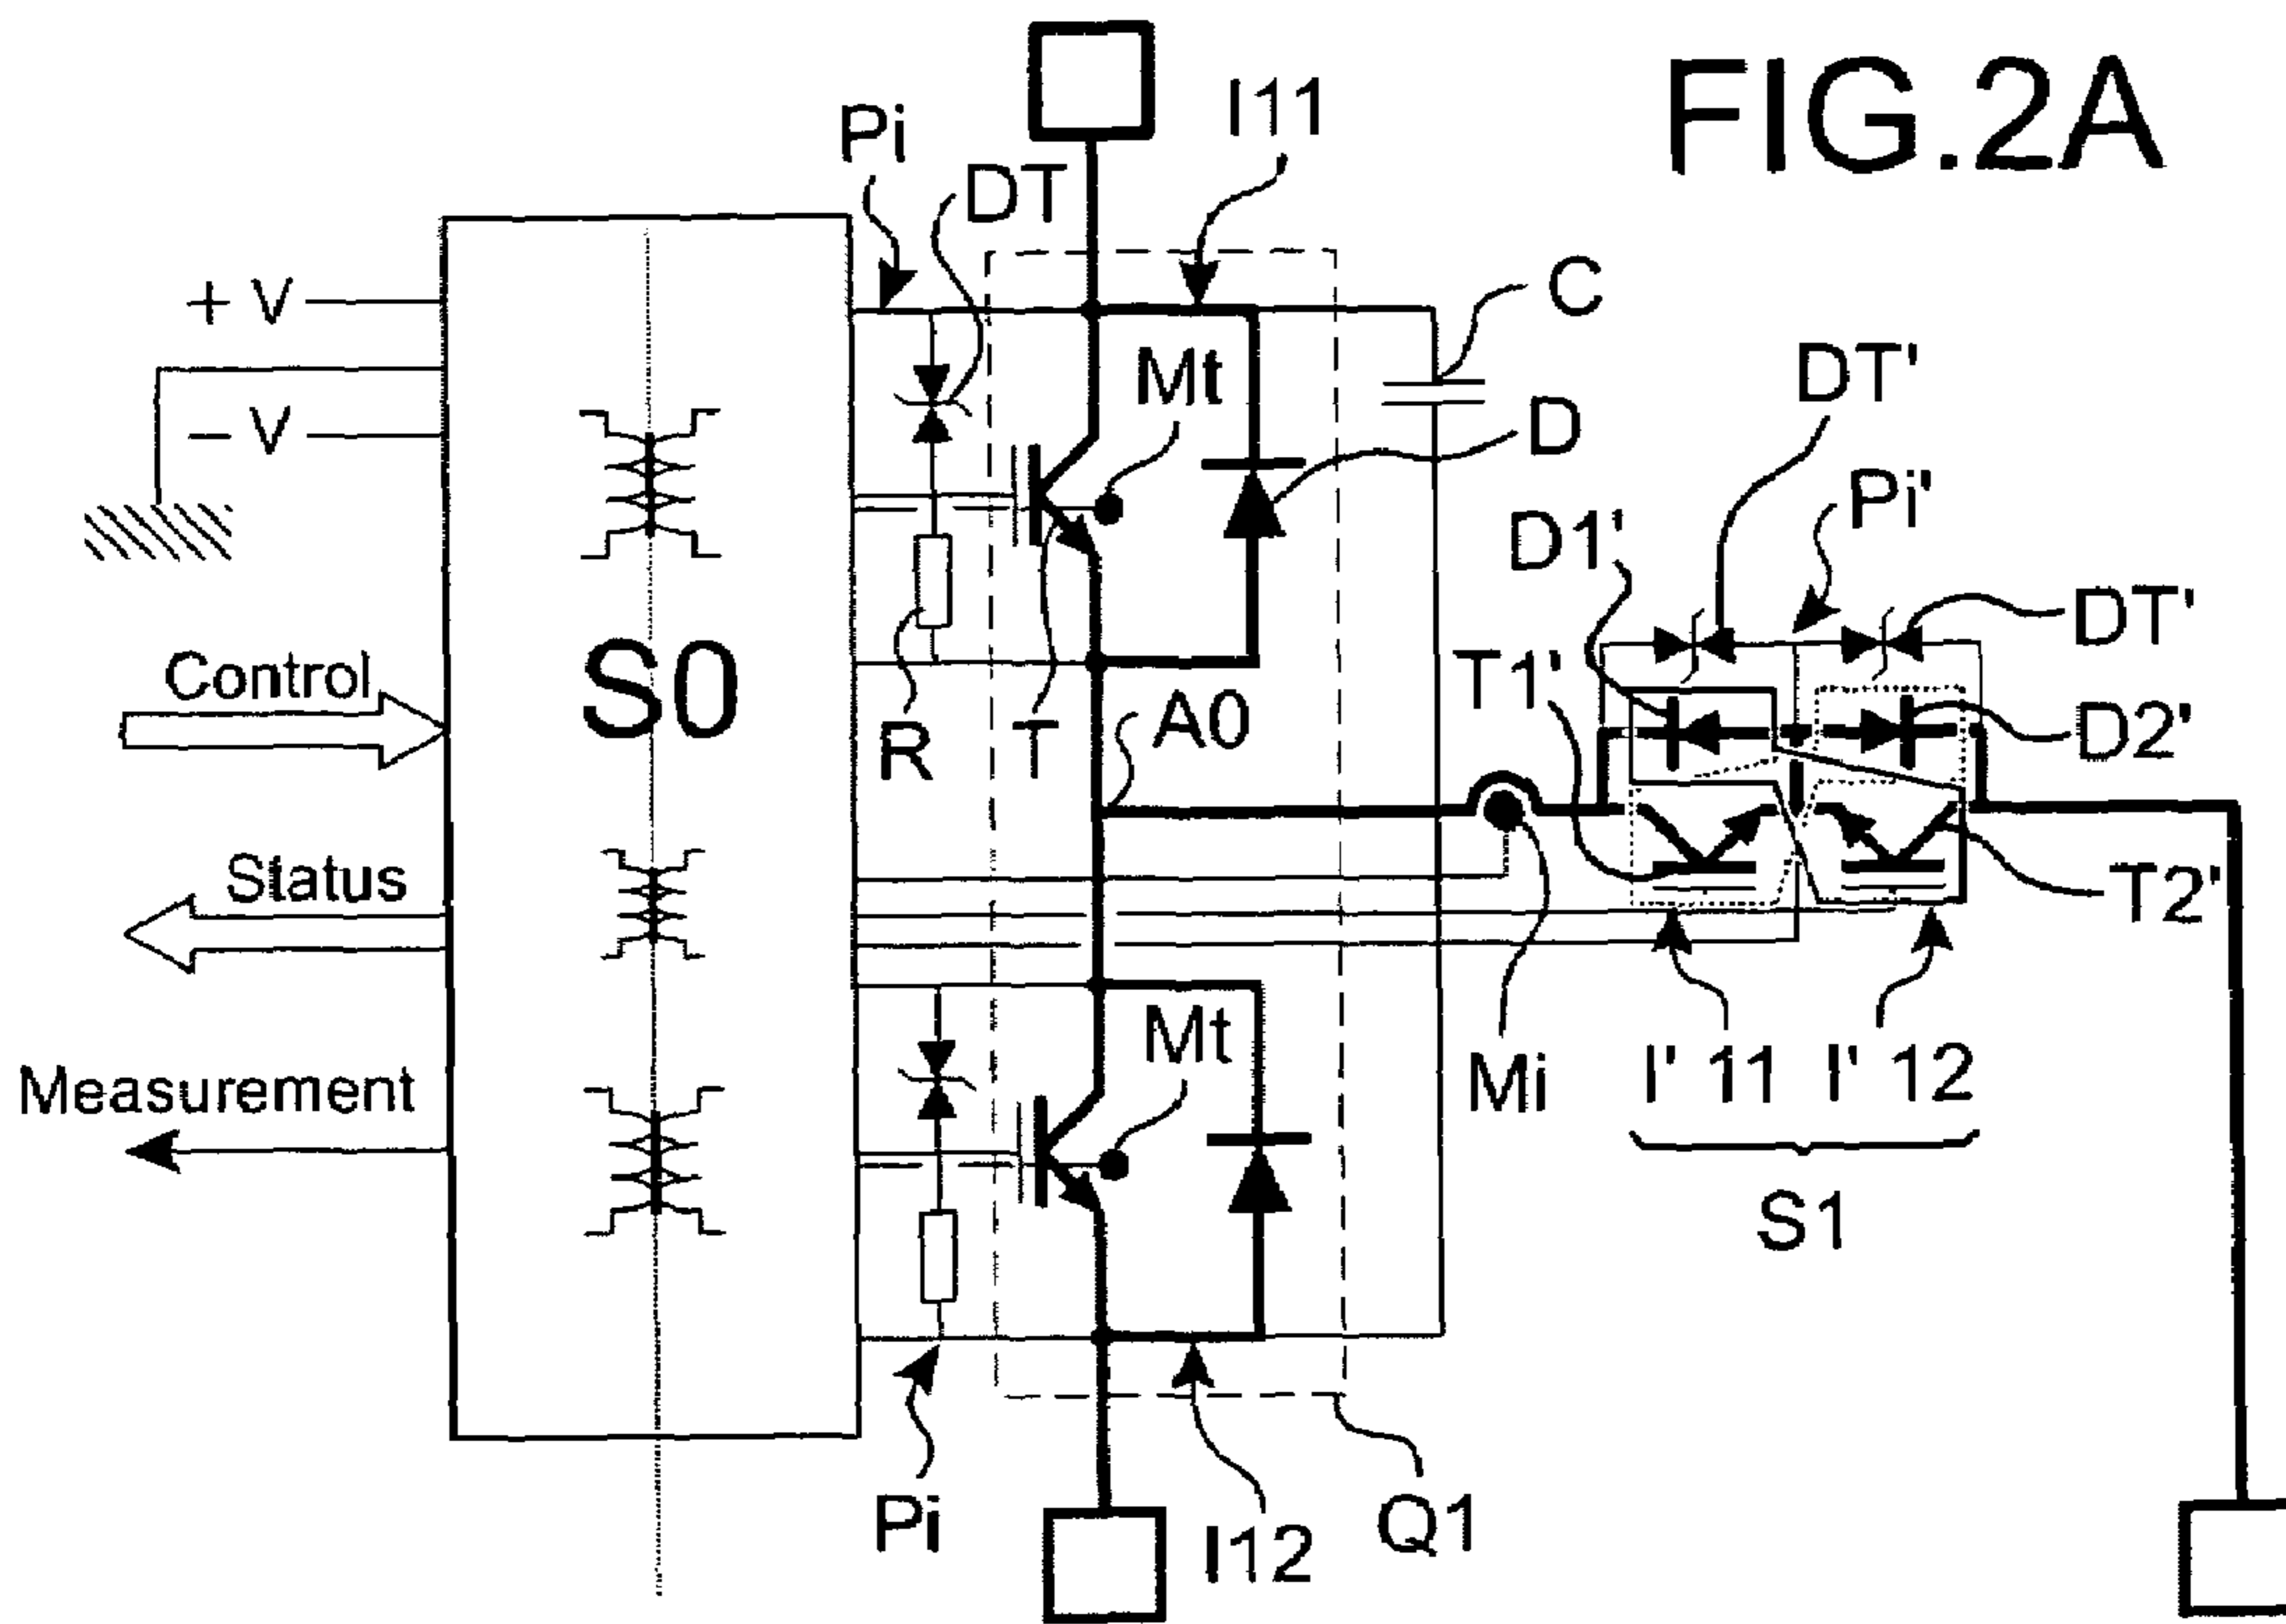 FIG.2A
Pi
I11
DT
+ V
C
Mt
DT'
– V
D
Pi'
D1'
DT'
Control
S0
T1'
R
T
A0
D2'
Status
T2'
Mt
Measurement
Mi
I' 11
I' 12
S1
Pi
I12
Q1